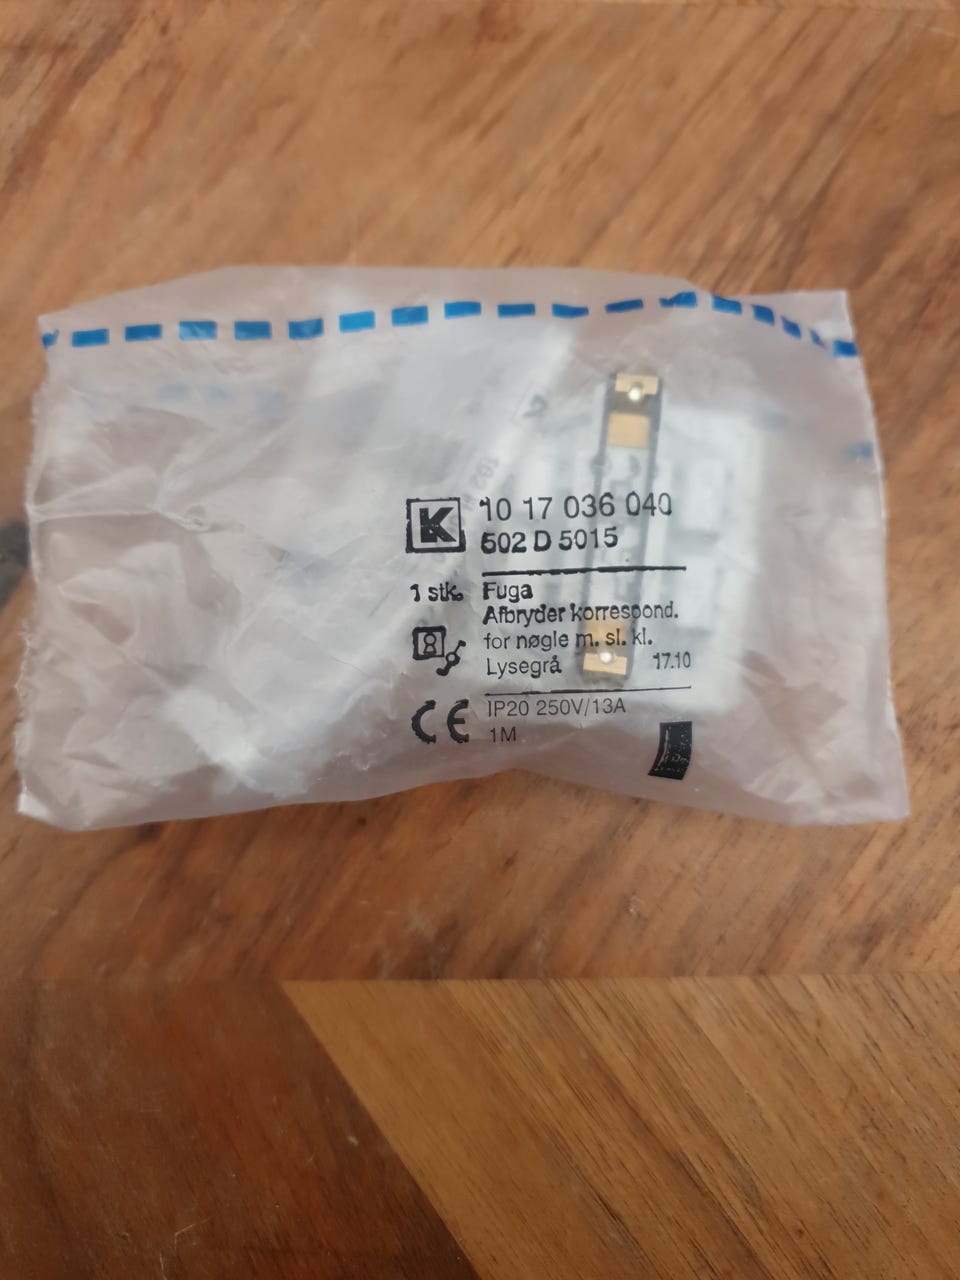 K
10 17 036 040
502 D 5015
1 stk. Fuga
Afbryder korrespond.
for nøgle m. sl. kl.
Lysegrå 17.10
CE IP20 250V/13A
1M